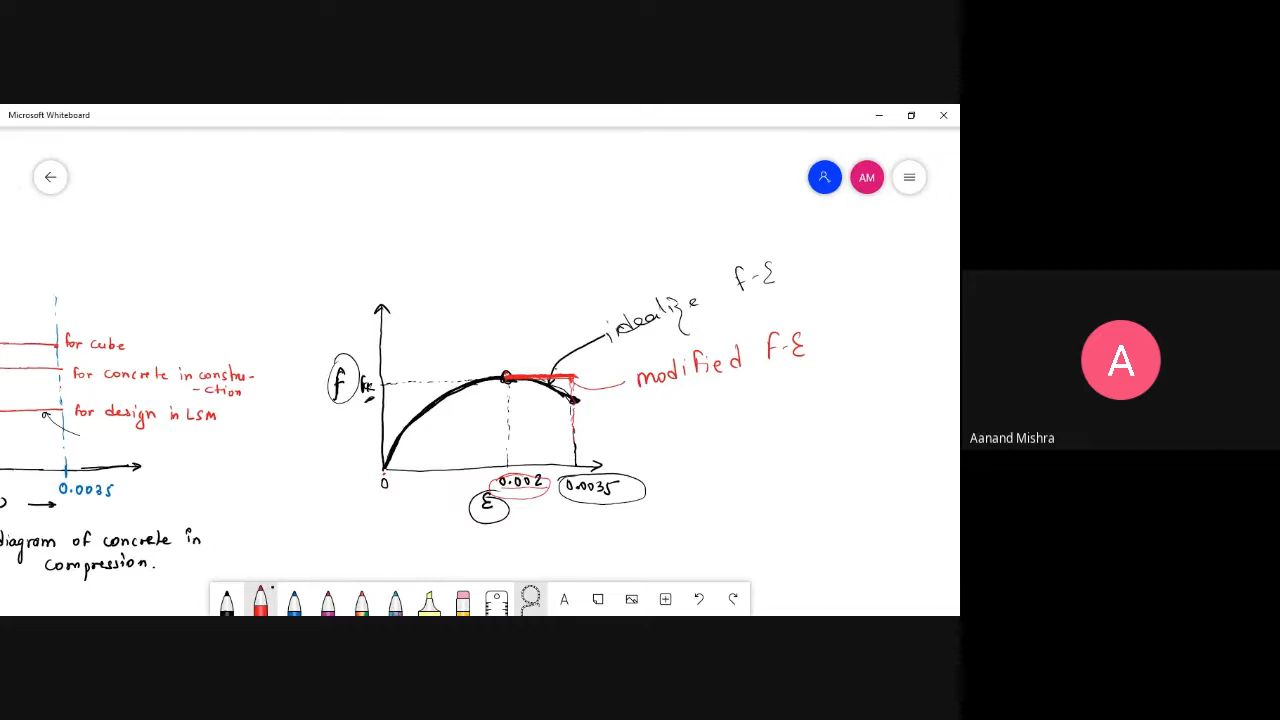 Microsoft Whiteboard
AM
for cube
for concrete in constru-
-ction
for design in LSM
0.0035
diagram of concrete in
compression.
f-ε
idealize
modified f-ε
f
fck
0
0.002
0.0035
ε
A
A
Aanand Mishra